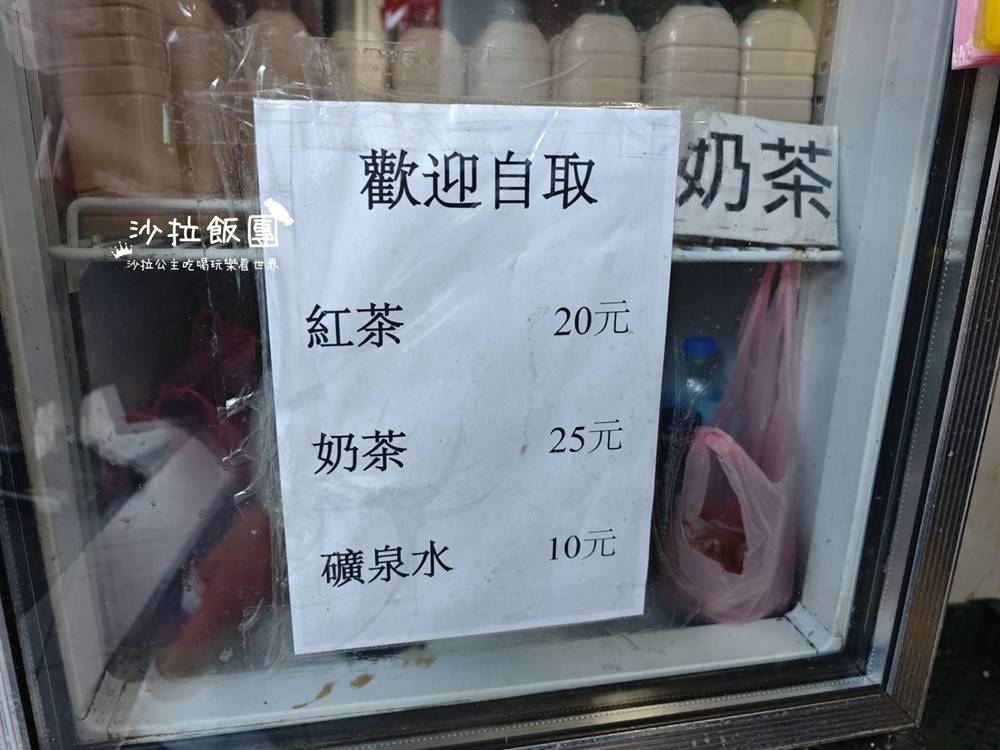 歡迎自取
奶茶
沙拉飯團
沙拉公主吃喝玩樂看世界
紅茶 20元
奶茶 25元
礦泉水 10元